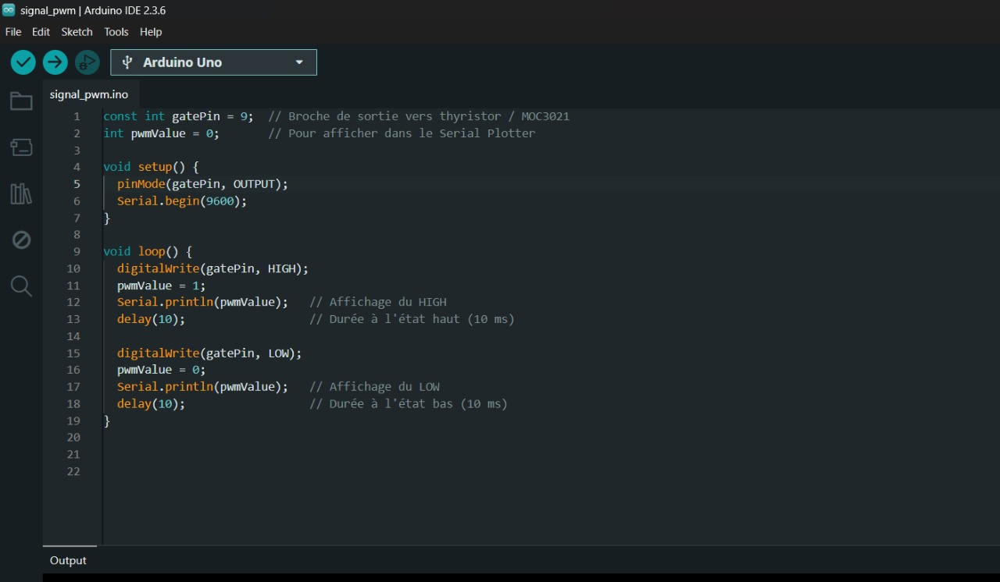 signal_pwm | Arduino IDE 2.3.6
File Edit Sketch Tools Help
Arduino Uno
signal_pwm.ino
1 const int gatePin = 9;  // Broche de sortie vers thyristor / MOC3021
2 int pwmValue = 0;       // Pour afficher dans le Serial Plotter
3
4 void setup() {
5   pinMode(gatePin, OUTPUT);
6   Serial.begin(9600);
7 }
8
9 void loop() {
10   digitalWrite(gatePin, HIGH);
11   pwmValue = 1;
12   Serial.println(pwmValue);   // Affichage du HIGH
13   delay(10);                  // Durée à l'état haut (10 ms)
14
15   digitalWrite(gatePin, LOW);
16   pwmValue = 0;
17   Serial.println(pwmValue);   // Affichage du LOW
18   delay(10);                  // Durée à l'état bas (10 ms)
19 }
20
21
22
Output